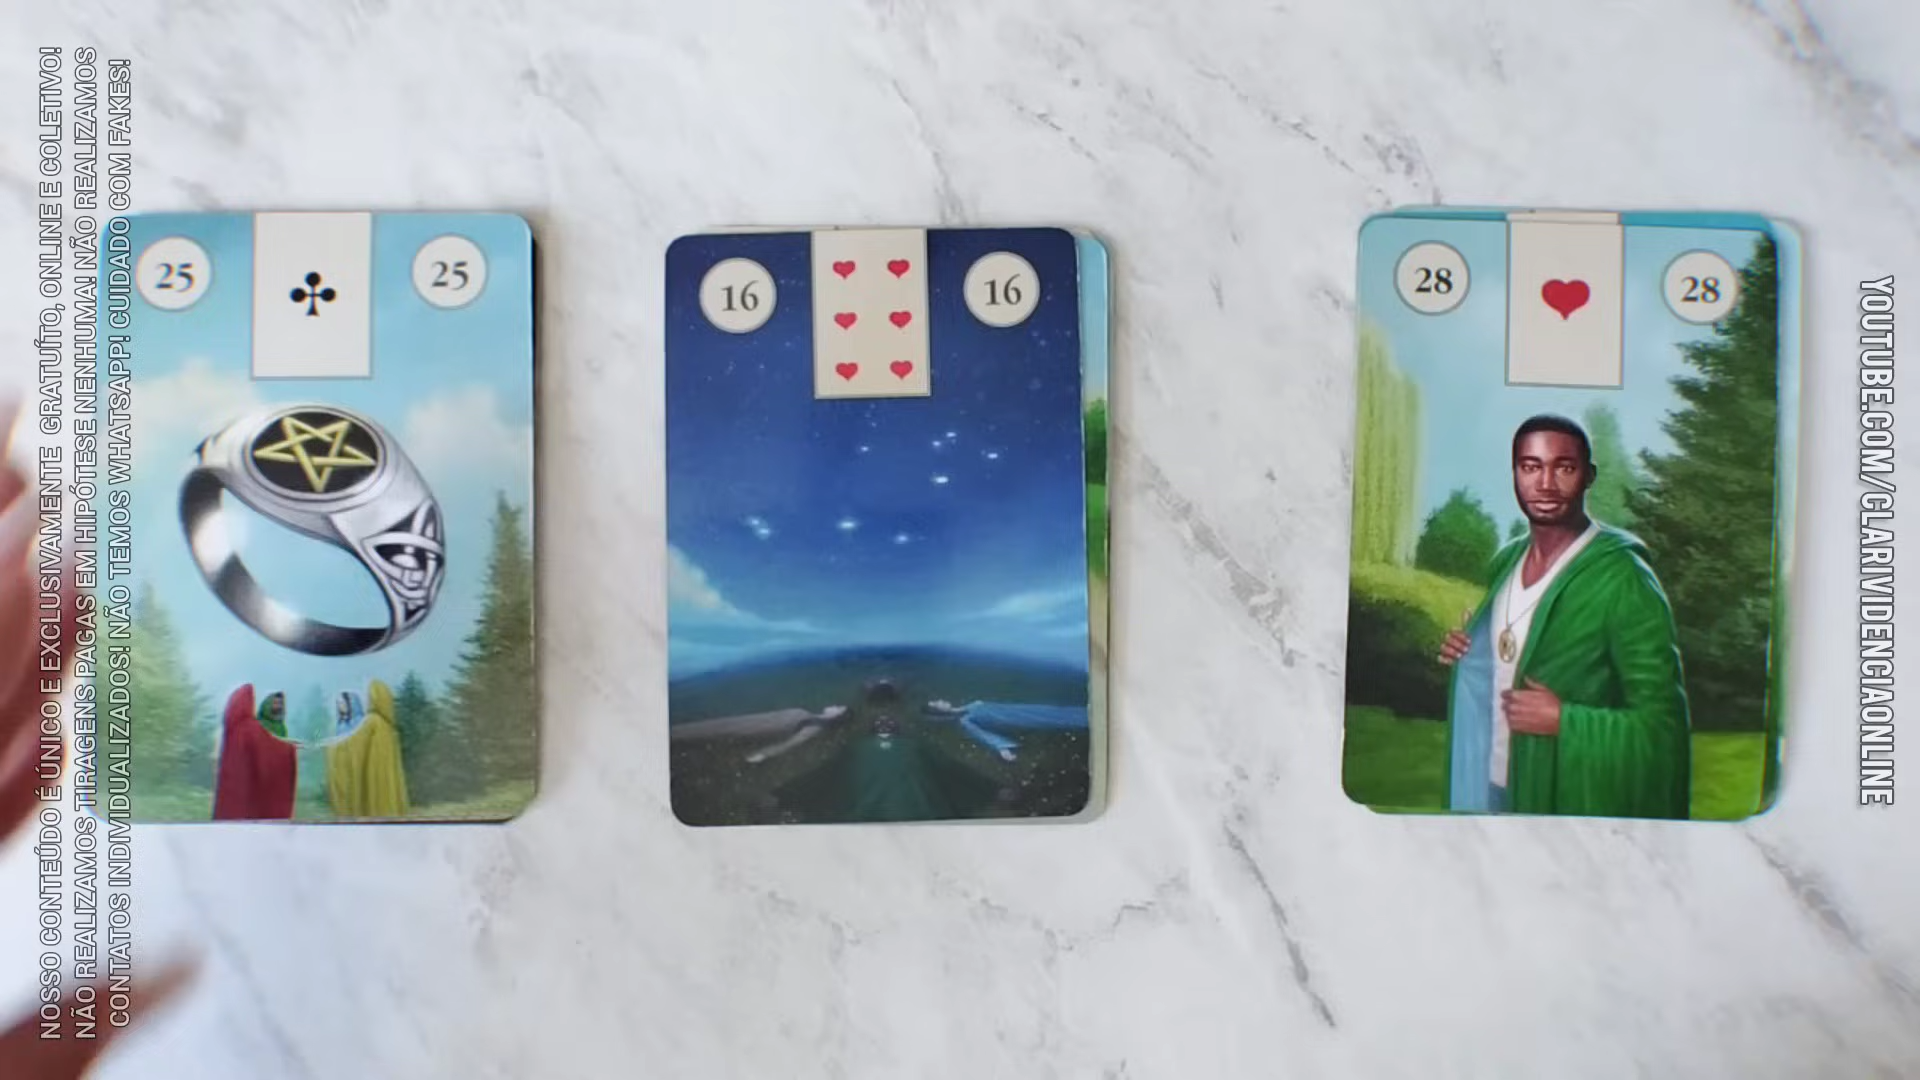 NOSSO CONTEÚDO É ÚNICO E EXCLUSIVAMENTE GRATUÍTO, ONLINE E COLETIVO!
NÃO REALIZAMOS TIRAGENS PAGAS EM HIPÓTESE NENHUMA! NÃO REALIZAMOS
CONTATOS INDIVIDUALIZADOS! NÃO TEMOS WHATSAPP! CUIDADO COM FAKES!
25
25
16
16
28
28
YOUTUBE.COM/CLARIVIDENCIAONLINE